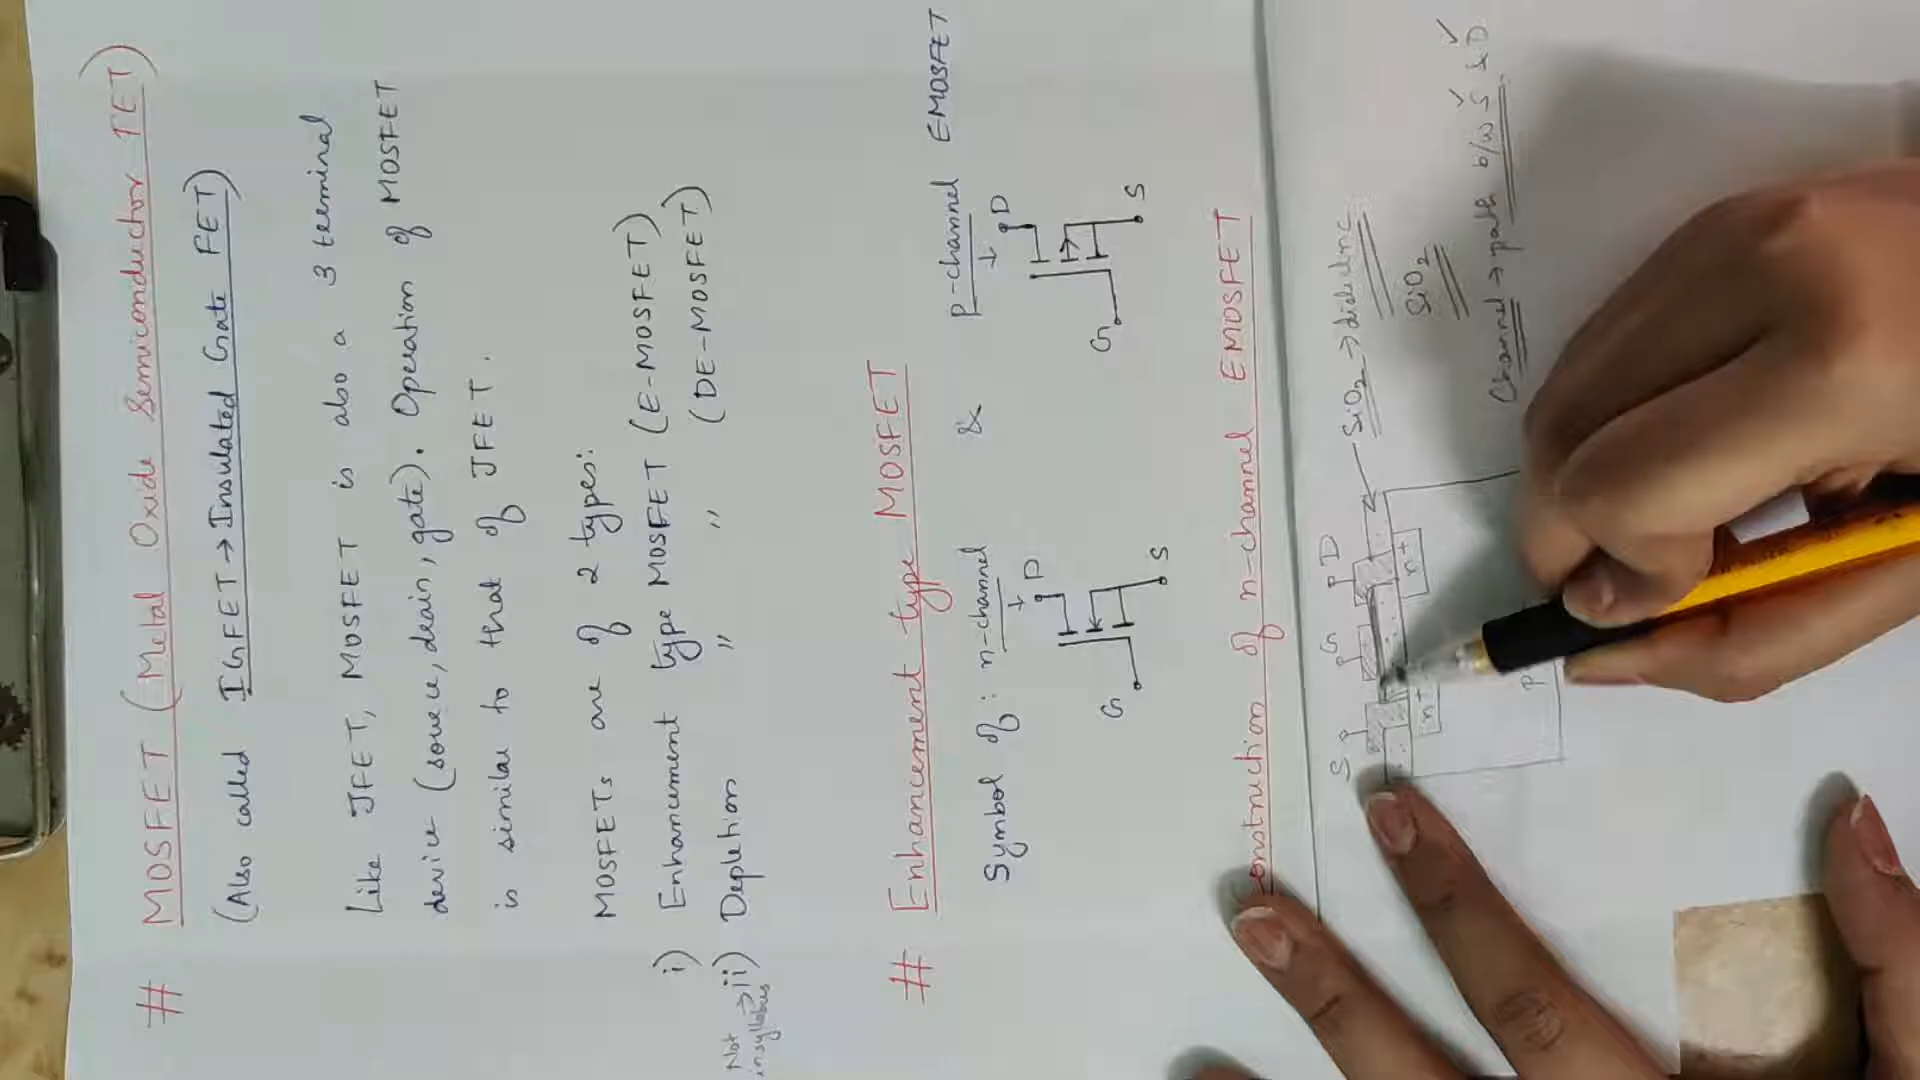 # MOSFET (Metal Oxide Semiconductor FET)
(Also called IGFET → Insulated Gate FET)
Like JFET, MOSFET is also a 3 terminal
device (source, drain, gate). Operation of MOSFET
is similar to that of JFET.
MOSFETs are of 2 types:
i) Enhancement type MOSFET (E-MOSFET)
Not in syllabus → ii) Depletion " " (DE-MOSFET)
# Enhancement type MOSFET
Symbol of: n-channel & p-channel EMOSFET
↓ ↓
D D
G G
S S
Construction of n-channel EMOSFET
S G D
SiO2 → dielectric
SiO2
n+ n+
Channel → path b/w S & D
p